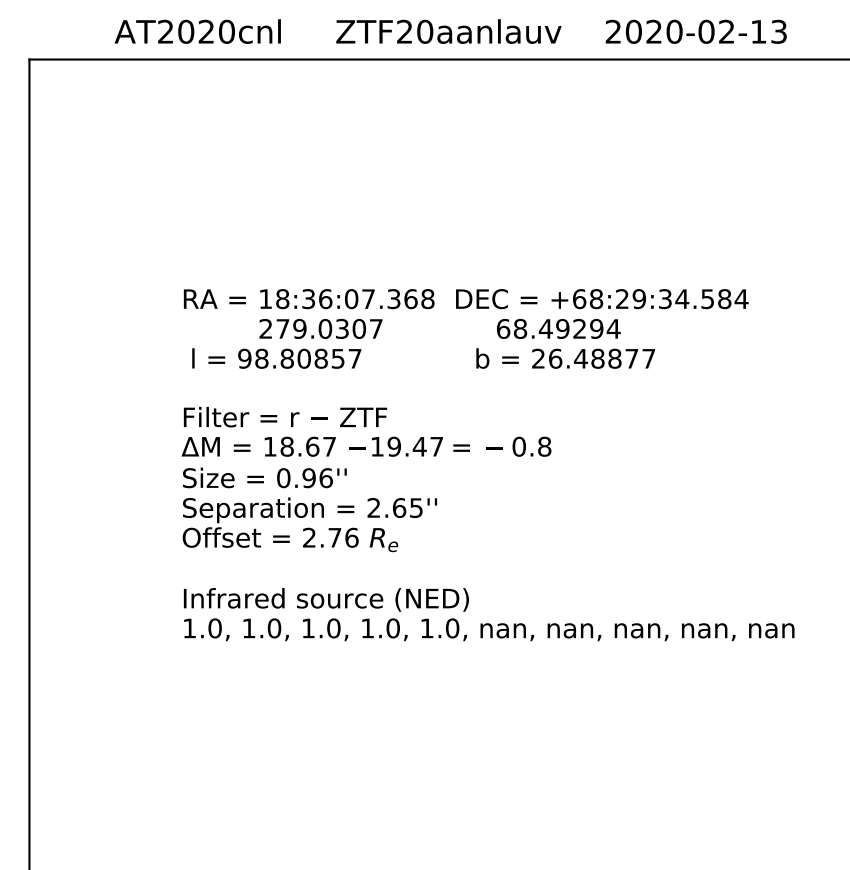 AT2020cnl ZTF20aanlauv 2020-02-13
RA = 18:36:07.368 DEC = +68:29:34.584
279.0307 68.49294
l = 98.80857 b = 26.48877
Filter = r − ZTF
ΔM = 18.67 −19.47 = − 0.8
Size = 0.96''
Separation = 2.65''
Offset = 2.76 Re
Infrared source (NED)
1.0, 1.0, 1.0, 1.0, 1.0, nan, nan, nan, nan, nan